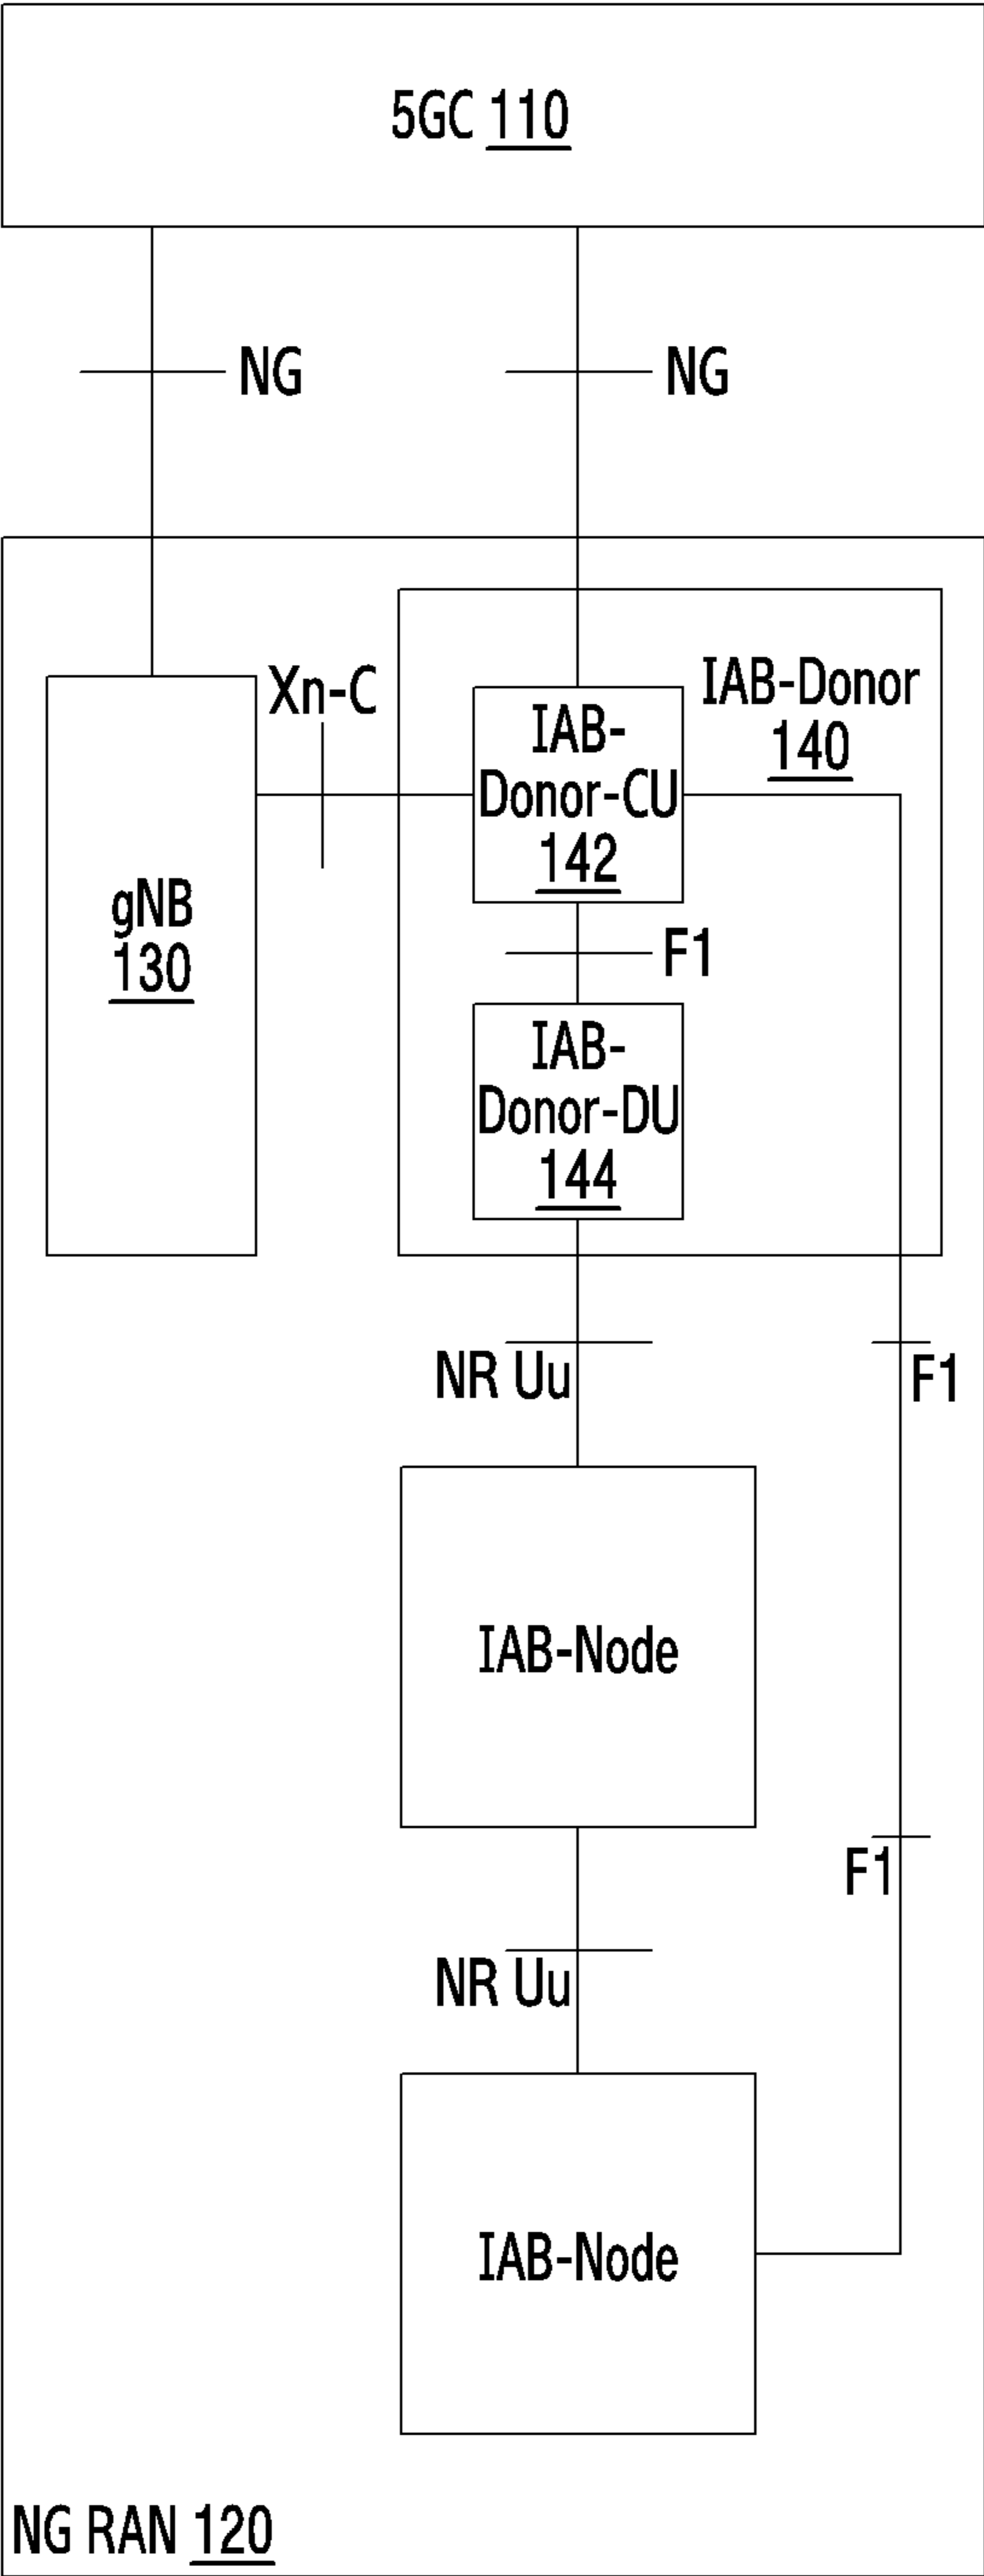 5GC 110
NG
NG
Xn-C
IAB-Donor
140
IAB-
Donor-CU
142
gNB
130
F1
IAB-
Donor-DU
144
NR Uu
F1
IAB-Node
F1
NR Uu
IAB-Node
NG RAN 120